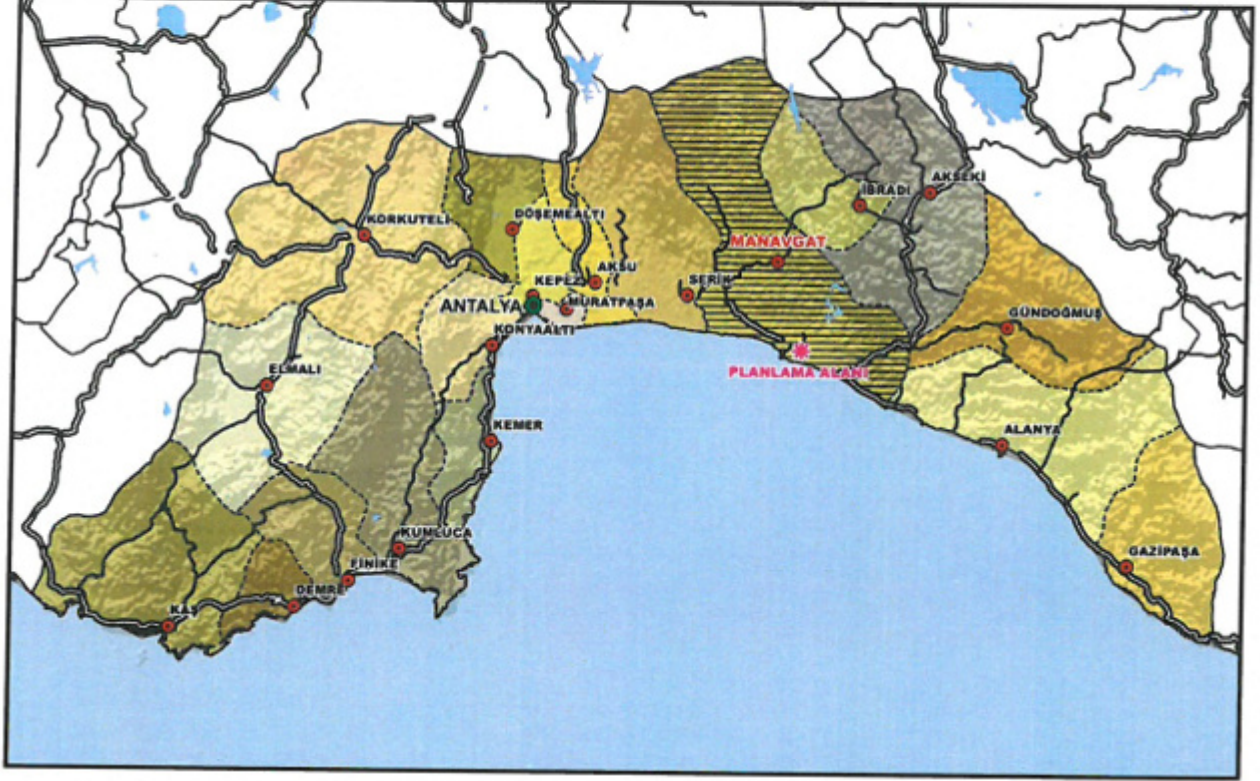 AKSEKİ
İBRADI
KORKUTELİ
DÖŞEMEALTI
MANAVGAT
AKSU
KEPEZ
SERİK
ANTALYA
MURATPAŞA
GÜNDOĞMUŞ
KONYAALTI
ELMALI
PLANLAMA ALANI
KEMER
ALANYA
KUMLUCA
GAZİPAŞA
FİNİKE
DEMRE
KAŞ